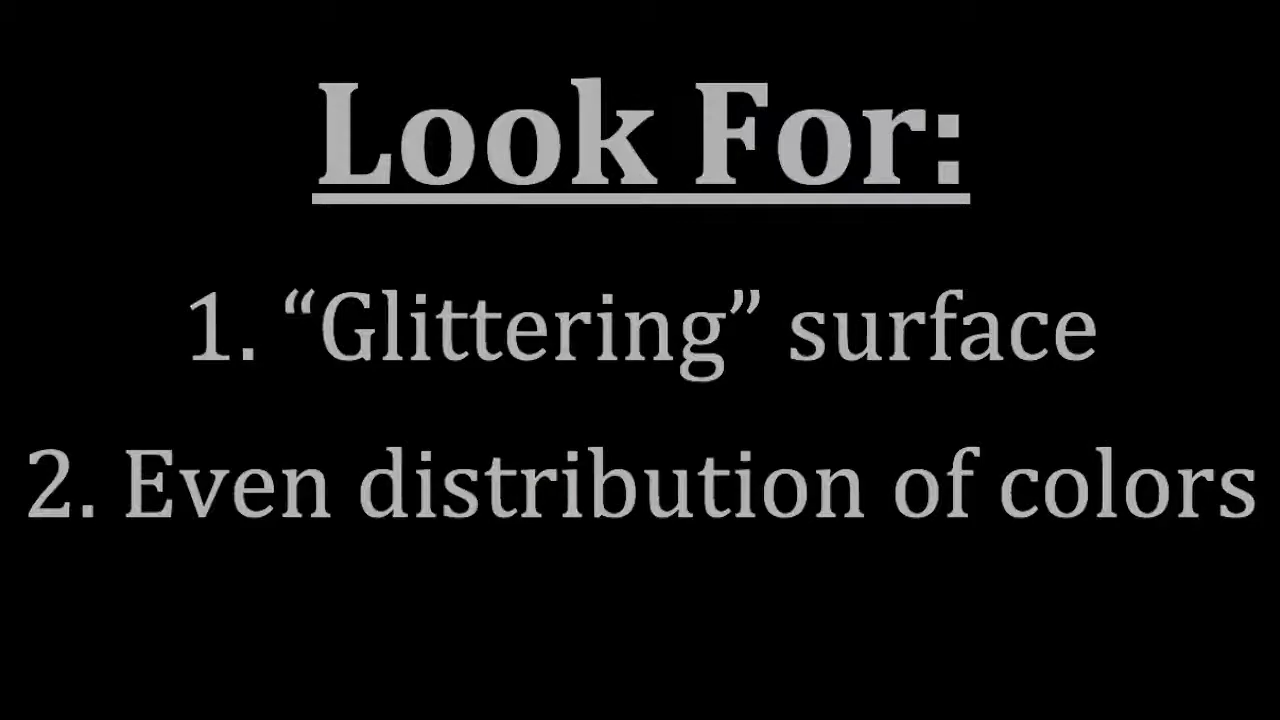 Look For:
1. “Glittering” surface
2. Even distribution of colors